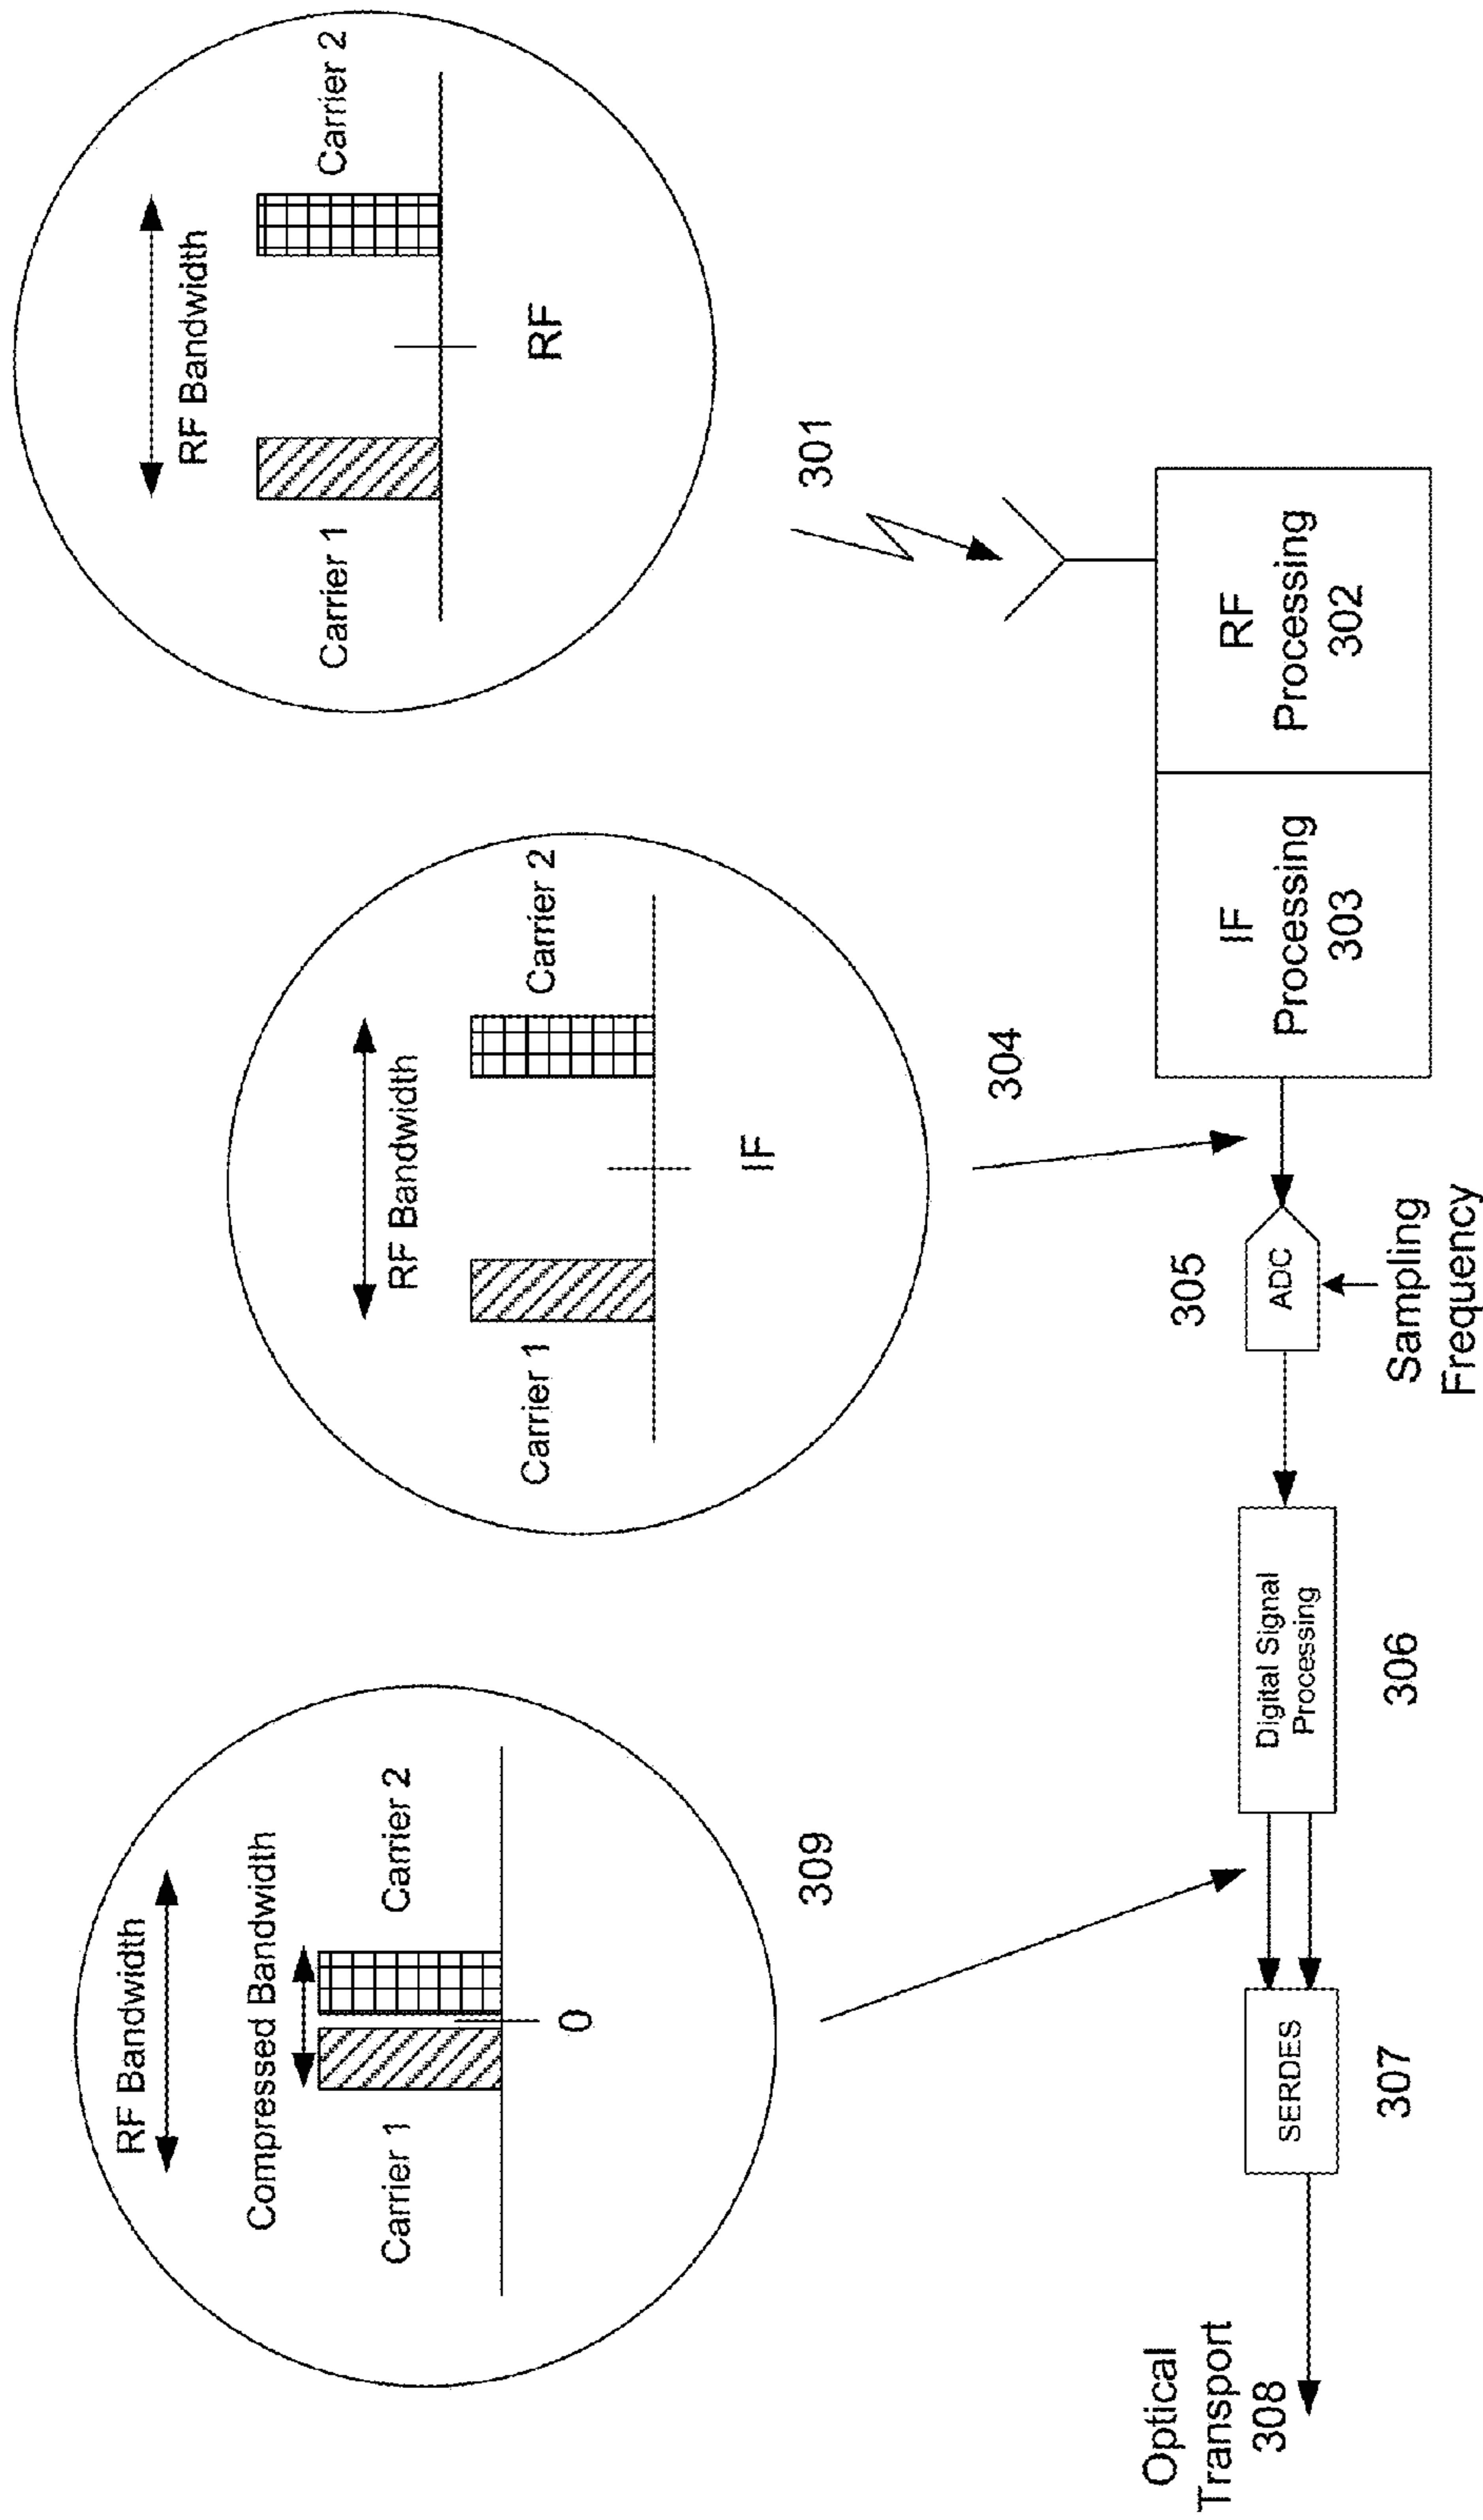 RF Bandwidth
Compressed Bandwidth
Carrier 1
Carrier 2
0
309
RF Bandwidth
Carrier 1
Carrier 2
IF
304
RF Bandwidth
Carrier 1
Carrier 2
RF
301
Optical
Transport
308
SERDES
307
Digital Signal
Processing
306
305
ADC
Sampling
Frequency
IF
Processing
303
RF
Processing
302